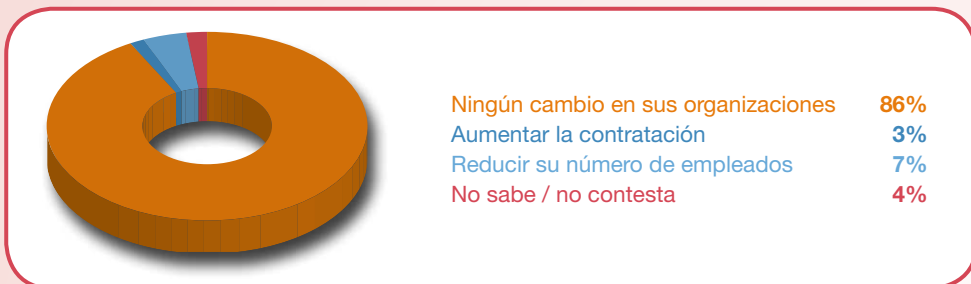 Ningún cambio en sus organizaciones 86%
Aumentar la contratación 3%
Reducir su número de empleados 7%
No sabe / no contesta 4%